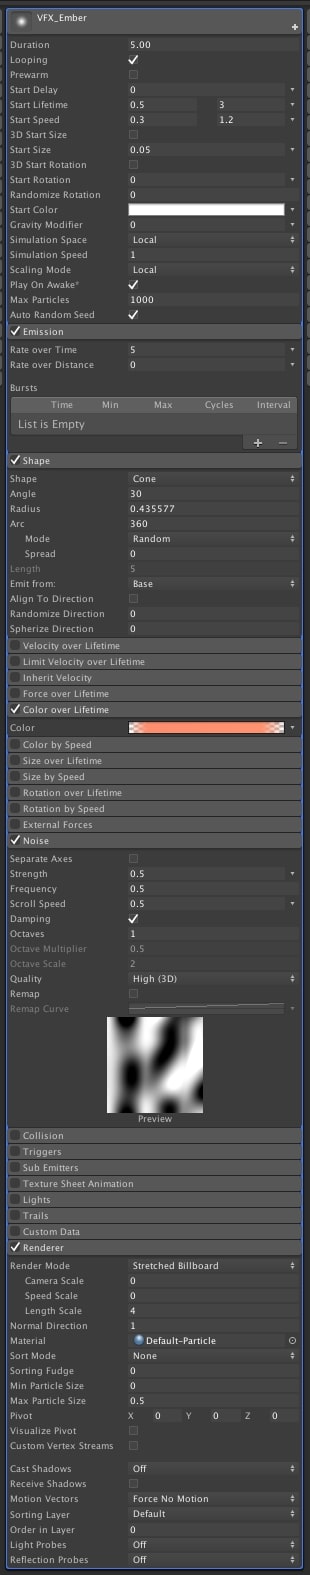 VFX_Ember
Duration 5.00
Looping
Prewarm
Start Delay 0
Start Lifetime 0.5 3
Start Speed 0.3 1.2
3D Start Size
Start Size 0.05
3D Start Rotation
Start Rotation 0
Randomize Rotation 0
Start Color
Gravity Modifier 0
Simulation Space Local
Simulation Speed 1
Scaling Mode Local
Play On Awake*
Max Particles 1000
Auto Random Seed
Emission
Rate over Time 5
Rate over Distance 0
Bursts
Time Min Max Cycles Interval
List is Empty
Shape
Shape Cone
Angle 30
Radius 0.435577
Arc 360
Mode Random
Spread 0
Length 5
Emit from: Base
Align To Direction
Randomize Direction 0
Spherize Direction 0
Velocity over Lifetime
Limit Velocity over Lifetime
Inherit Velocity
Force over Lifetime
Color over Lifetime
Color
Color by Speed
Size over Lifetime
Size by Speed
Rotation over Lifetime
Rotation by Speed
External Forces
Noise
Separate Axes
Strength 0.5
Frequency 0.5
Scroll Speed 0.5
Damping
Octaves 1
Octave Multiplier 0.5
Octave Scale 2
Quality High (3D)
Remap
Remap Curve
Preview
Collision
Triggers
Sub Emitters
Texture Sheet Animation
Lights
Trails
Custom Data
Renderer
Render Mode Stretched Billboard
Camera Scale 0
Speed Scale 0
Length Scale 4
Normal Direction 1
Material Default-Particle
Sort Mode None
Sorting Fudge 0
Min Particle Size 0
Max Particle Size 0.5
Pivot X 0 Y 0 Z 0
Visualize Pivot
Custom Vertex Streams
Cast Shadows Off
Receive Shadows
Motion Vectors Force No Motion
Sorting Layer Default
Order in Layer 0
Light Probes Off
Reflection Probes Off